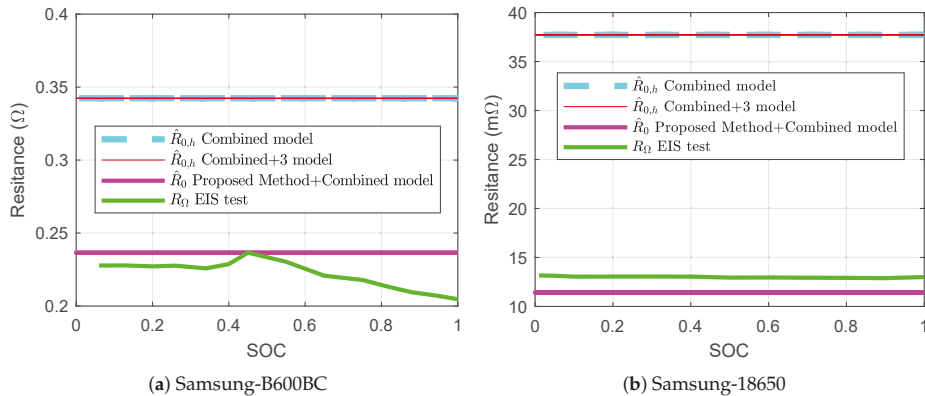 0.4
0.35
0.3
0.25
0.2
Resitance (Ω)
R̂₀,ₕ Combined model
R̂₀,ₕ Combined+3 model
R̂₀ Proposed Method+Combined model
R_Ω EIS test
0 0.2 0.4 0.6 0.8 1
SOC
(a) Samsung-B600BC
40
35
30
25
20
15
10
Resitance (mΩ)
R̂₀,ₕ Combined model
R̂₀,ₕ Combined+3 model
R̂₀ Proposed Method+Combined model
R_Ω EIS test
0 0.2 0.4 0.6 0.8 1
SOC
(b) Samsung-18650